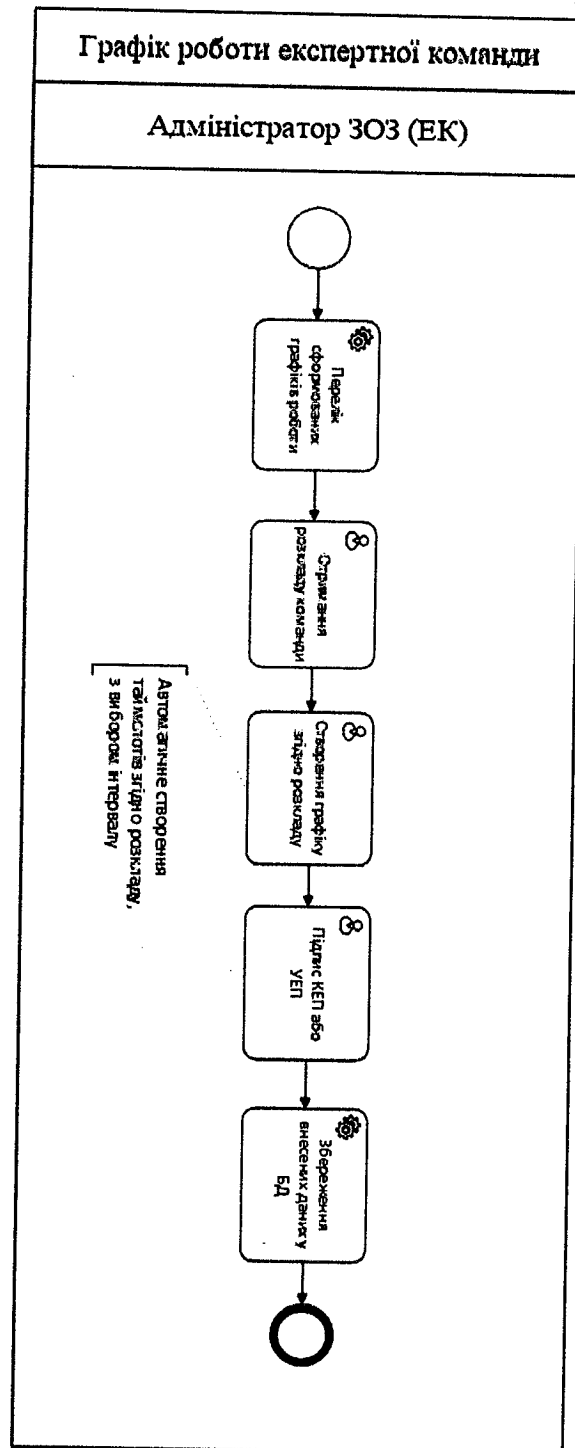 Графік роботи експертної команди
Адміністратор ЗОЗ (ЕК)
Перелік
сформованих
графіків роботи
Отримання
розкладу команди
Створення графіку
згідно розкладу
Автоматичне створення
таймслотів згідно розкладу,
з вибором інтервалу
Підпис КЕП або
УЕП
Збереження
внесених даних у
БД